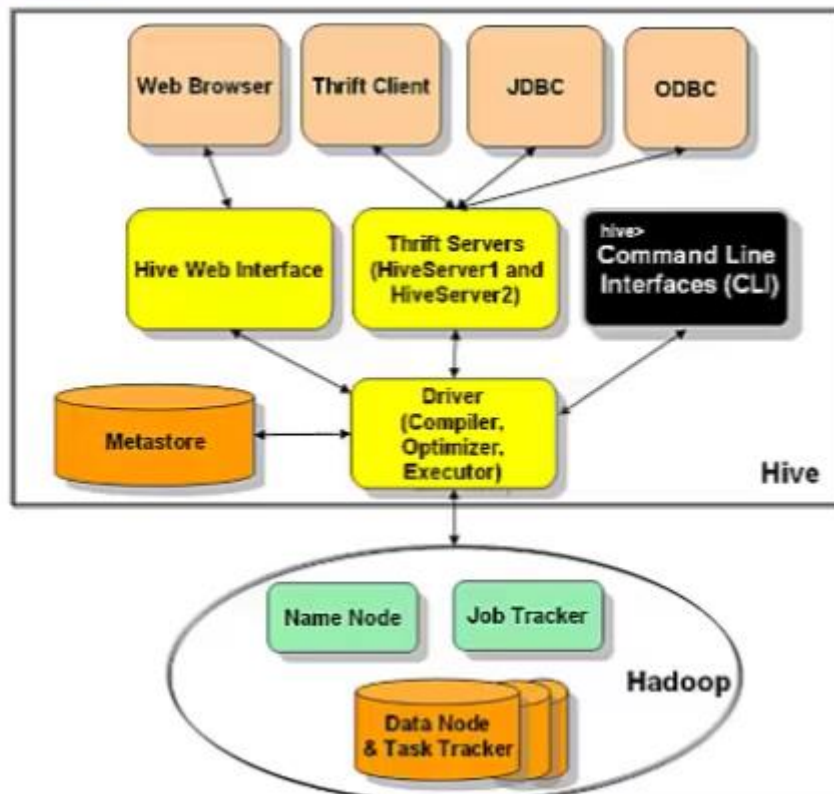 Web Browser
Thrift Client
JDBC
ODBC
Hive Web Interface
Thrift Servers
(HiveServer1 and
HiveServer2)
hive>
Command Line
Interfaces (CLI)
Metastore
Driver
(Compiler,
Optimizer,
Executor)
Hive
Name Node
Job Tracker
Hadoop
Data Node
& Task Tracker